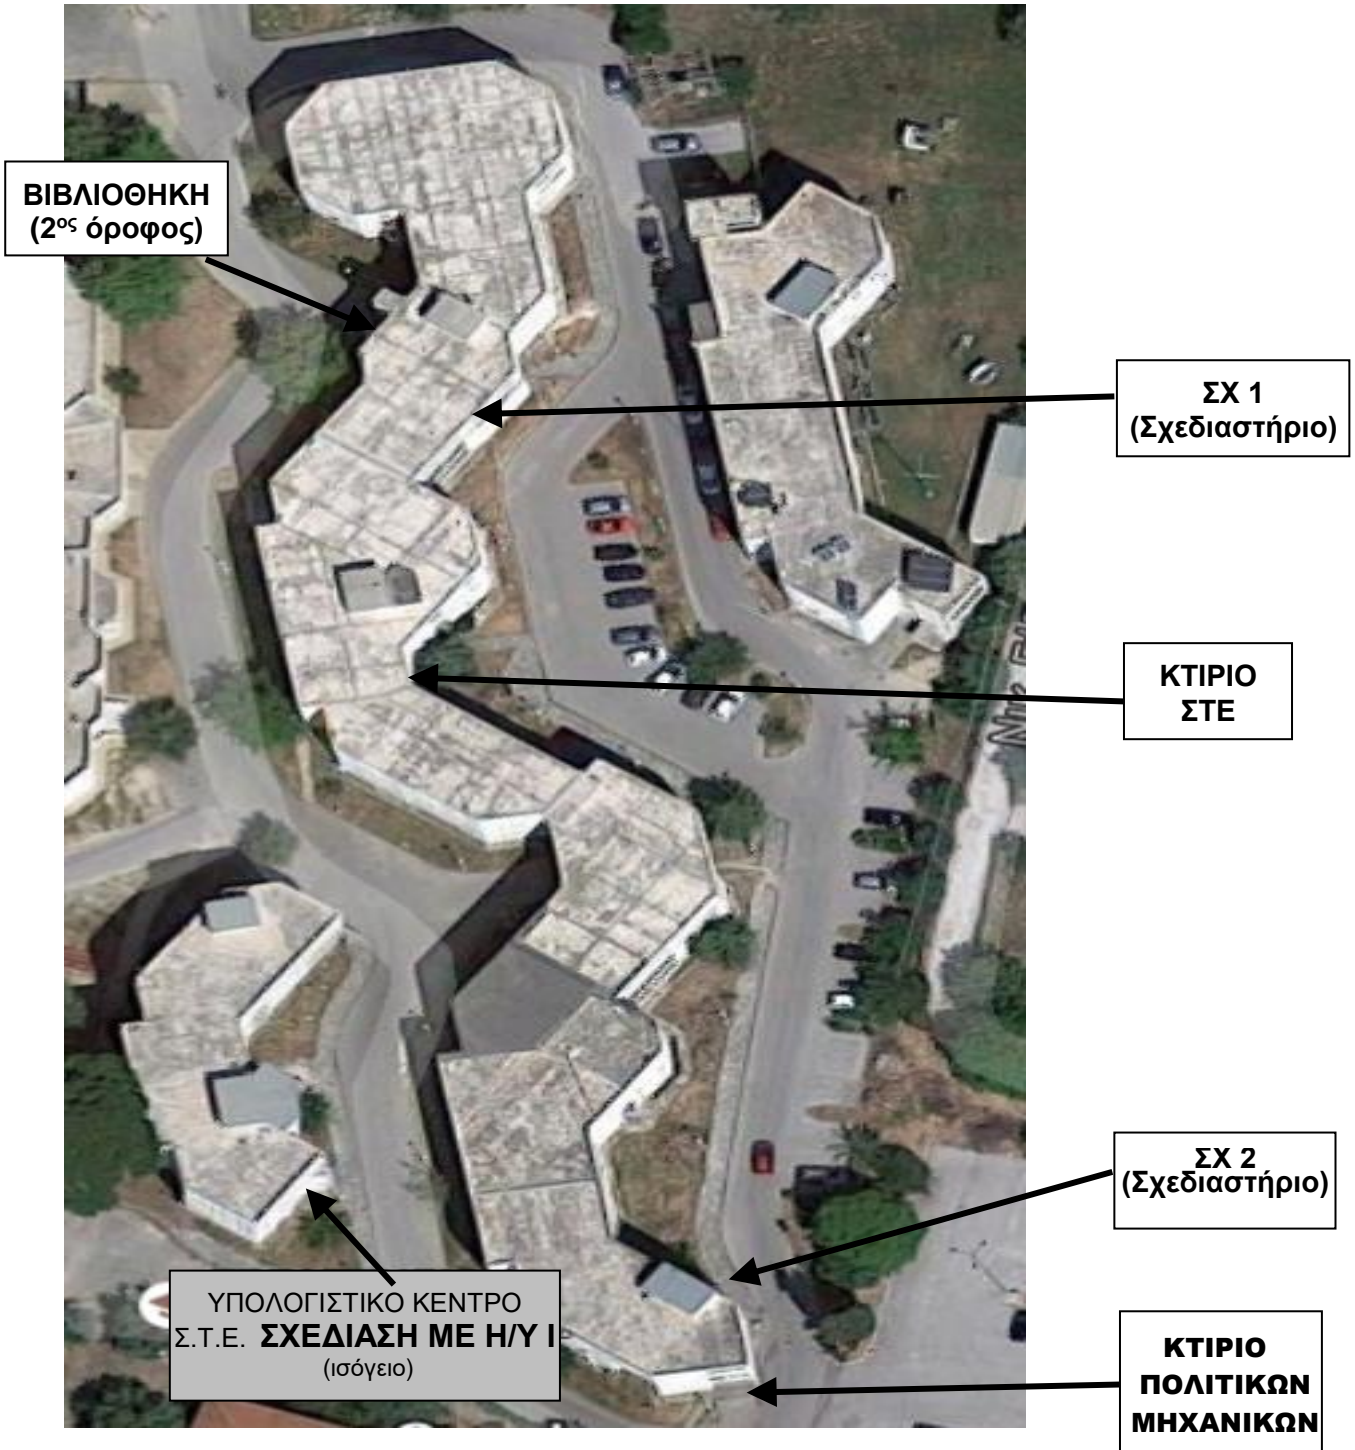 ΒΙΒΛΙΟΘΗΚΗ
(2ος όροφος)
ΣΧ 1
(Σχεδιαστήριο)
ΚΤΙΡΙΟ
ΣΤΕ
ΣΧ 2
(Σχεδιαστήριο)
ΥΠΟΛΟΓΙΣΤΙΚΟ ΚΕΝΤΡΟ
Σ.Τ.Ε. ΣΧΕΔΙΑΣΗ ΜΕ Η/Υ Ι
(ισόγειο)
ΚΤΙΡΙΟ
ΠΟΛΙΤΙΚΩΝ
ΜΗΧΑΝΙΚΩΝ